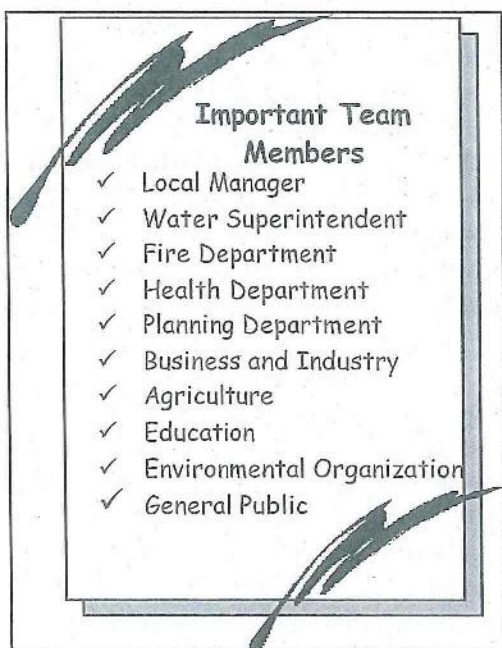 Important Team
Members
✓ Local Manager
✓ Water Superintendent
✓ Fire Department
✓ Health Department
✓ Planning Department
✓ Business and Industry
✓ Agriculture
✓ Education
✓ Environmental Organization
✓ General Public